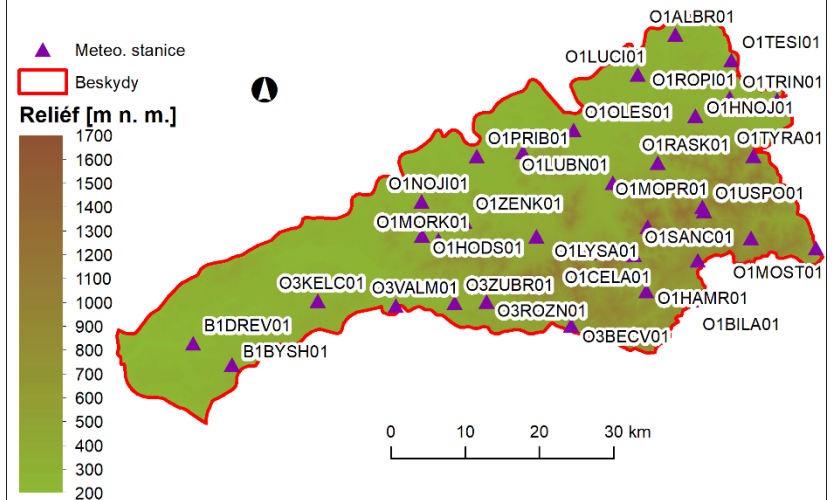 Meteo. stanice
Beskydy
Reliéf [m n. m.]
1700
1600
1500
1400
1300
1200
1100
1000
900
800
700
600
500
400
300
200
O1ALBR01
O1TESI01
O1LUCI01
O1ROPI01
O1TRIN01
O1HNOJ01
O1OLES01
O1PRIB01
O1RASK01
O1TYRA01
O1LUBN01
O1NOJI01
O1MOPR01
O1USPO01
O1ZENK01
O1MORK01
O1HODS01
O1LYSA01
O1SANC01
O1MOST01
O3KELC01
O3VALM01
O3ZUBR01
O1CELA01
O1HAMR01
O3ROZN01
O1BILA01
B1DREV01
O3BECV01
B1BYSH01
0 10 20 30 km